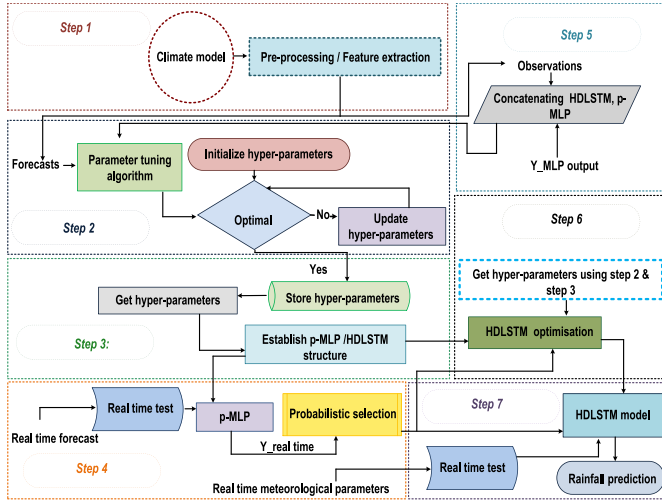 Step 1
Climate model
Pre-processing / Feature extraction
Step 5
Observations
Concatenating HDLSTM, p-
MLP
Y_MLP output
Forecasts
Parameter tuning
algorithm
Initialize hyper-parameters
Optimal
No
Update
hyper-parameters
Step 2
Yes
Step 6
Get hyper-parameters using step 2 &
step 3
Get hyper-parameters
Store hyper-parameters
Step 3:
Establish p-MLP /HDLSTM
structure
HDLSTM optimisation
Real time test
p-MLP
Probabilistic selection
Step 7
HDLSTM model
Real time forecast
Y_real time
Step 4
Real time meteorological parameters
Real time test
Rainfall prediction